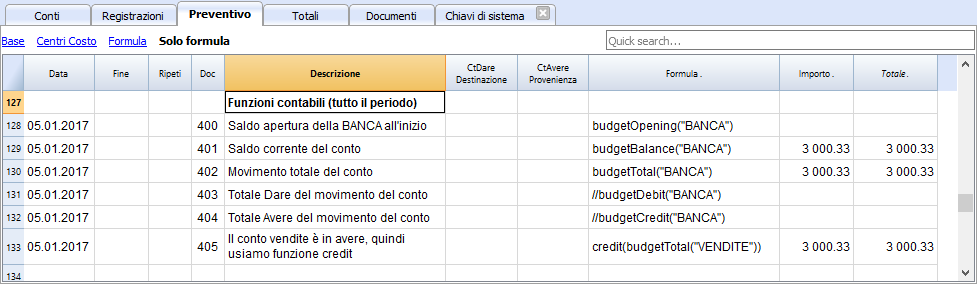 Conti Registrazioni Preventivo Totali Documenti Chiavi di sistema
Base Centri Costo Formula Solo formula Quick search...
Data Fine Ripeti Doc Descrizione CtDare Destinazione CtAvere Provenienza Formula . Importo . Totale .
127 Funzioni contabili (tutto il periodo)
128 05.01.2017 400 Saldo apertura della BANCA all'inizio budgetOpening("BANCA")
129 05.01.2017 401 Saldo corrente del conto budgetBalance("BANCA") 3 000.33 3 000.33
130 05.01.2017 402 Movimento totale del conto budgetTotal("BANCA") 3 000.33 3 000.33
131 05.01.2017 403 Totale Dare del movimento del conto //budgetDebit("BANCA")
132 05.01.2017 404 Totale Avere del movimento del conto //budgetCredit("BANCA")
133 05.01.2017 405 Il conto vendite è in avere, quindi usiamo funzione credit credit(budgetTotal("VENDITE")) 3 000.33 3 000.33
134